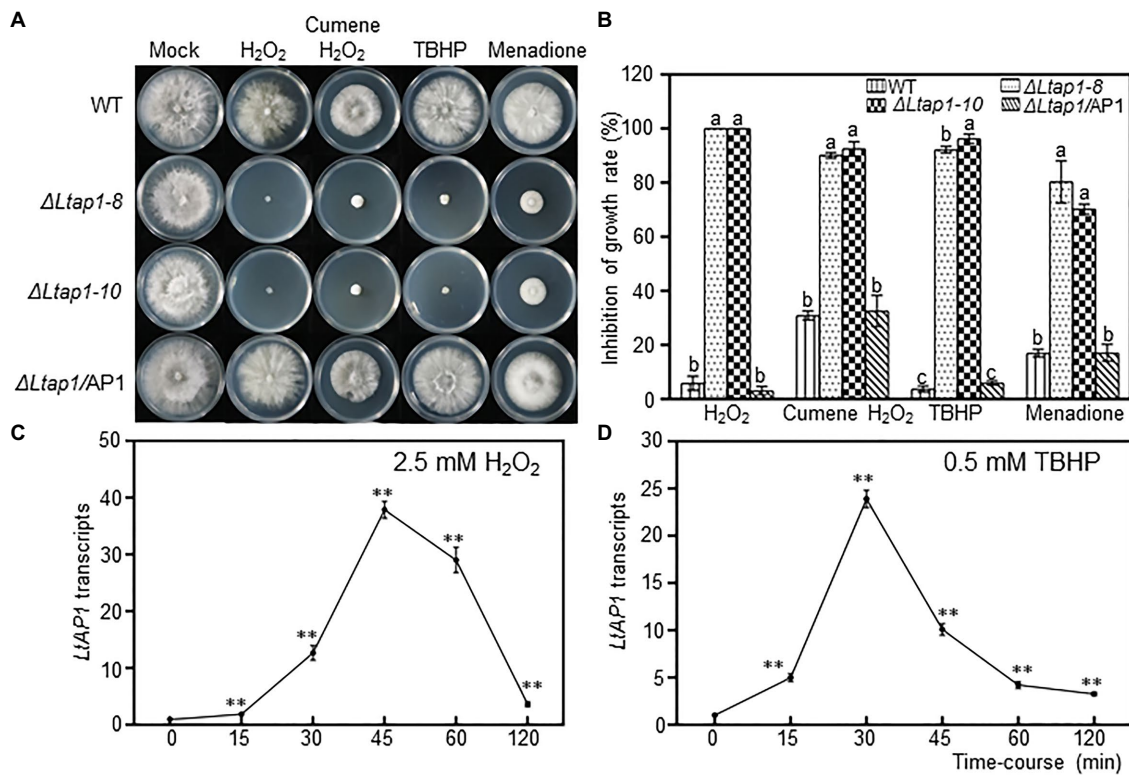 A
Mock H₂O₂ Cumene H₂O₂ TBHP Menadione
WT
ΔLtap1-8
ΔLtap1-10
ΔLtap1/AP1
B
Inhibition of growth rate (%)
120
100
80
60
40
20
0
WT ΔLtap1-8
ΔLtap1-10 ΔLtap1/AP1
b a a b
b a a b
c b a c
b a a b
H₂O₂ Cumene H₂O₂ TBHP Menadione
C
2.5 mM H₂O₂
LtAP1 transcripts
50
40
30
20
10
0
** ** ** ** **
0 15 30 45 60 120
D
0.5 mM TBHP
LtAP1 transcripts
30
25
20
15
10
5
0
** ** ** ** **
0 15 30 45 60 120
Time-course (min)